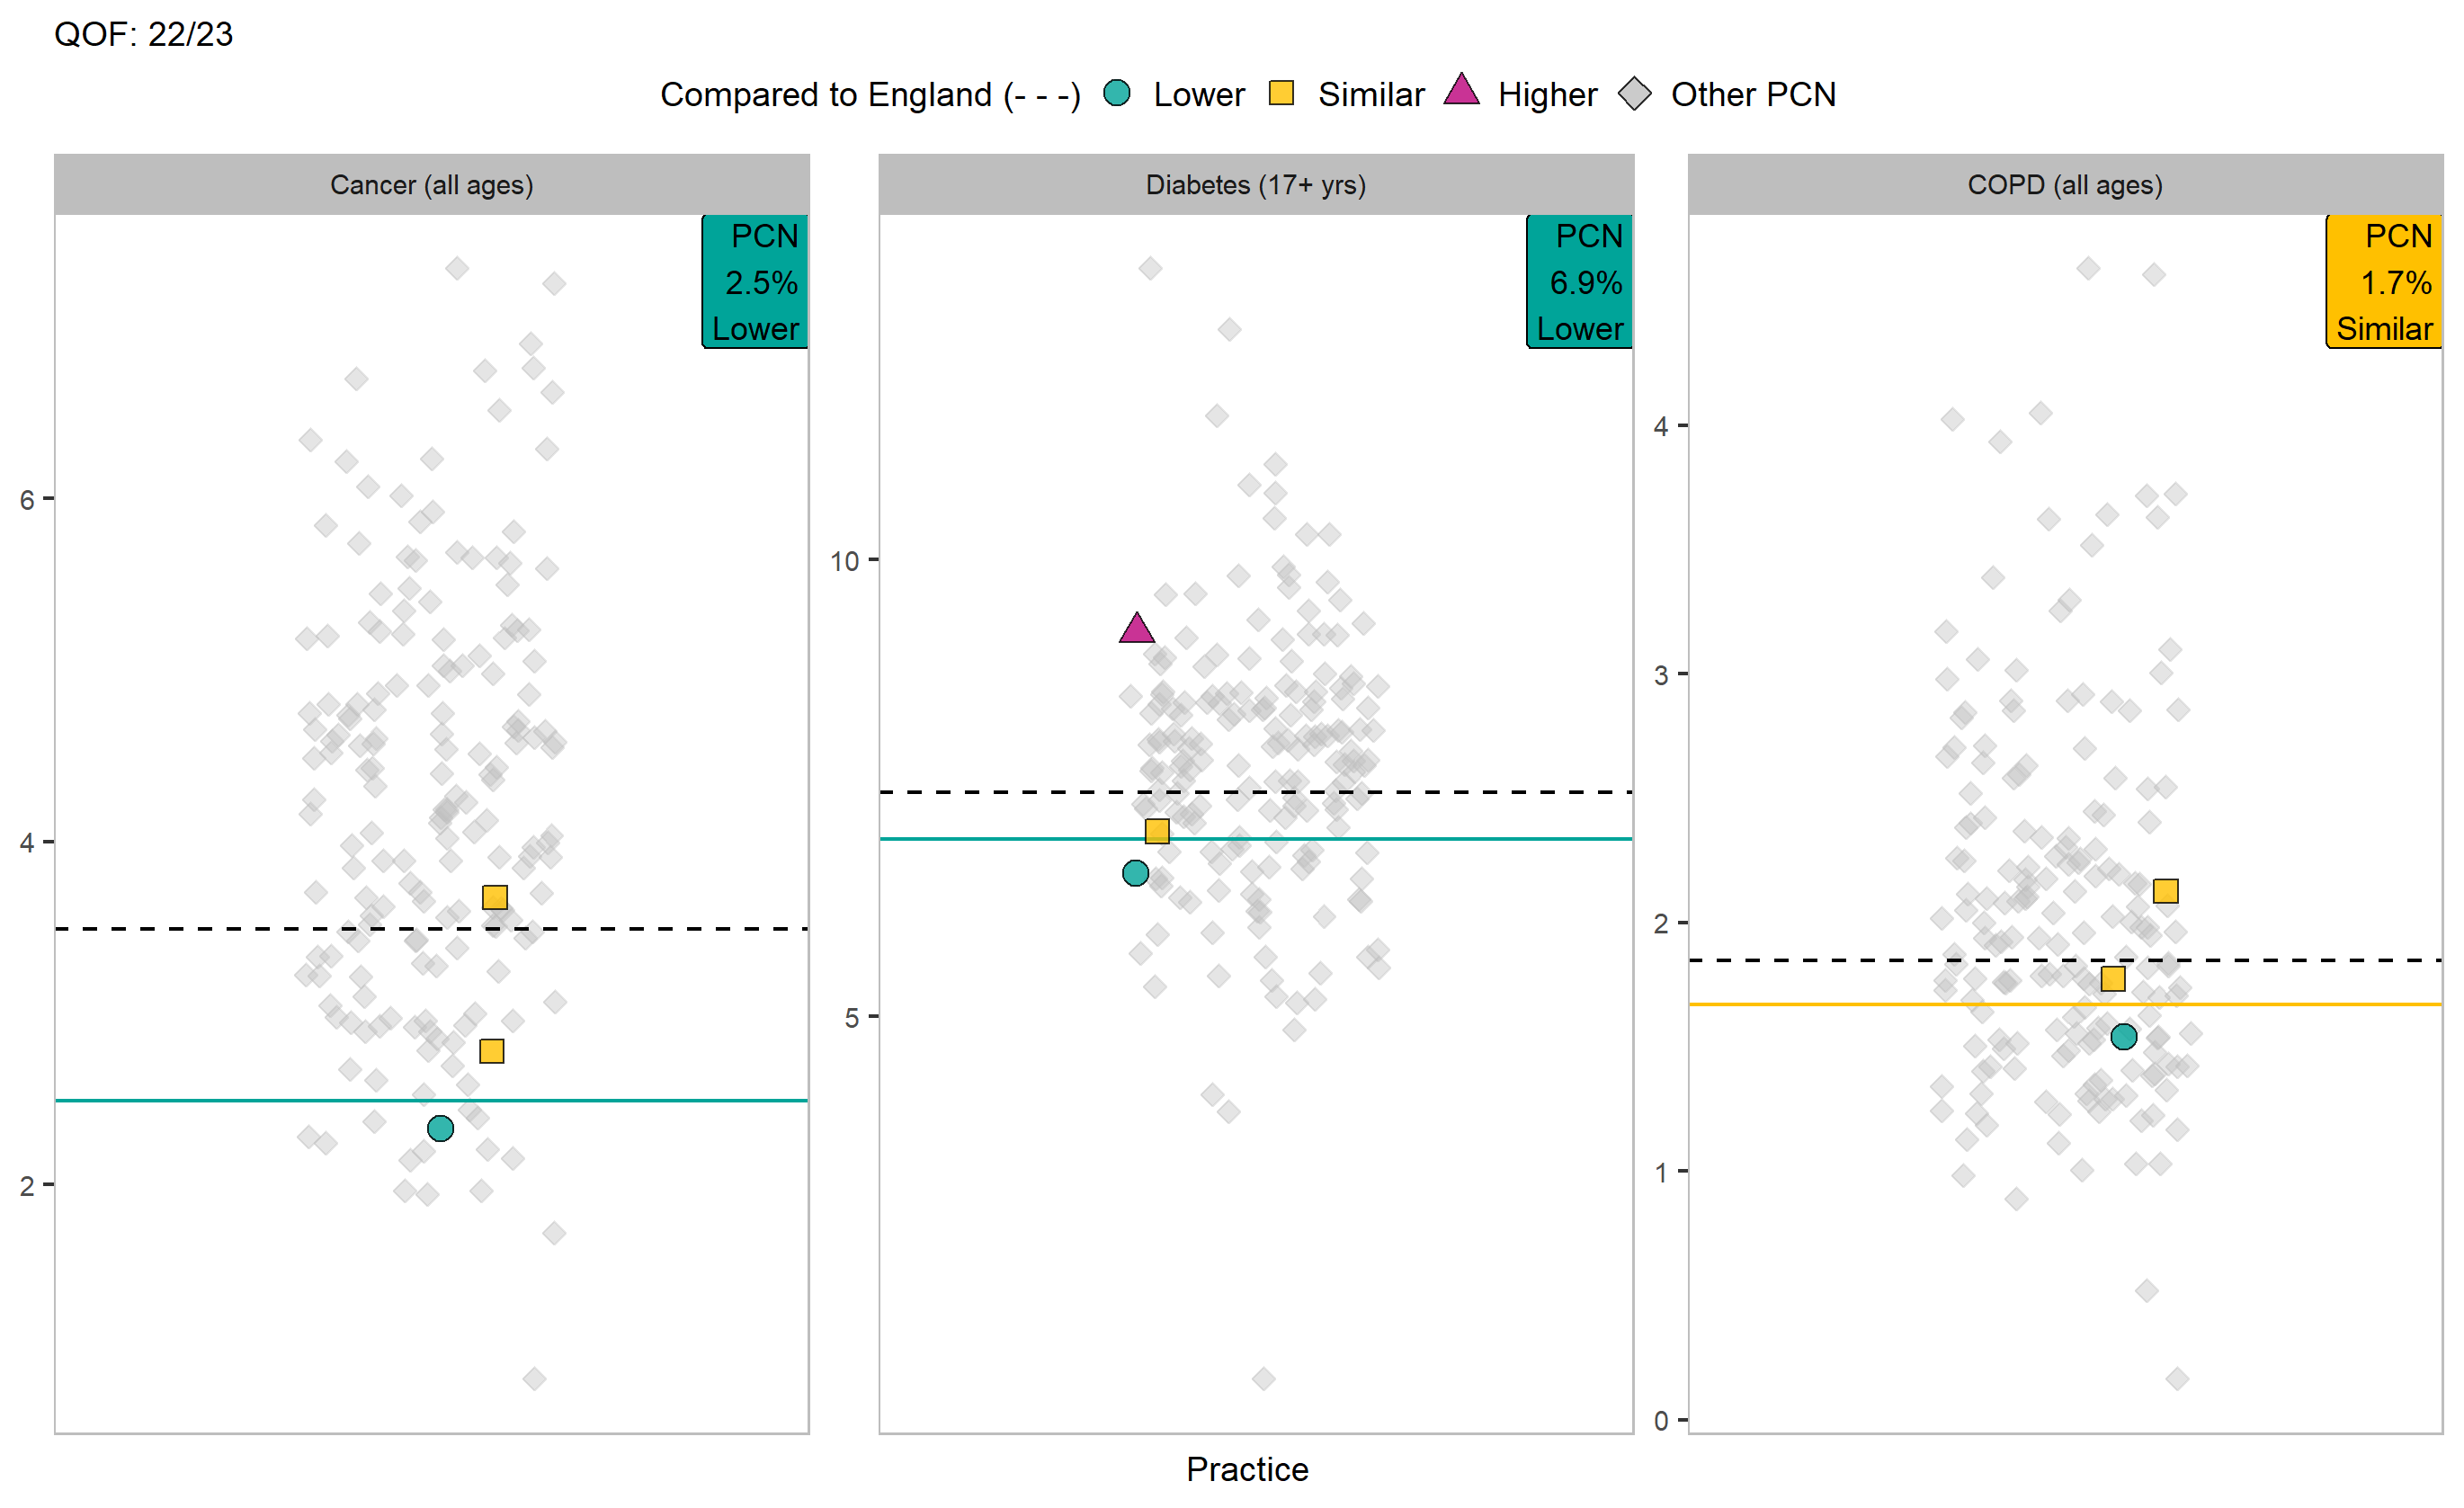 QOF: 22/23
Compared to England (- - -) Lower Similar Higher Other PCN
Cancer (all ages)
PCN
2.5%
Lower
6
4
2
Diabetes (17+ yrs)
PCN
6.9%
Lower
10
5
COPD (all ages)
PCN
1.7%
Similar
4
3
2
1
0
Practice